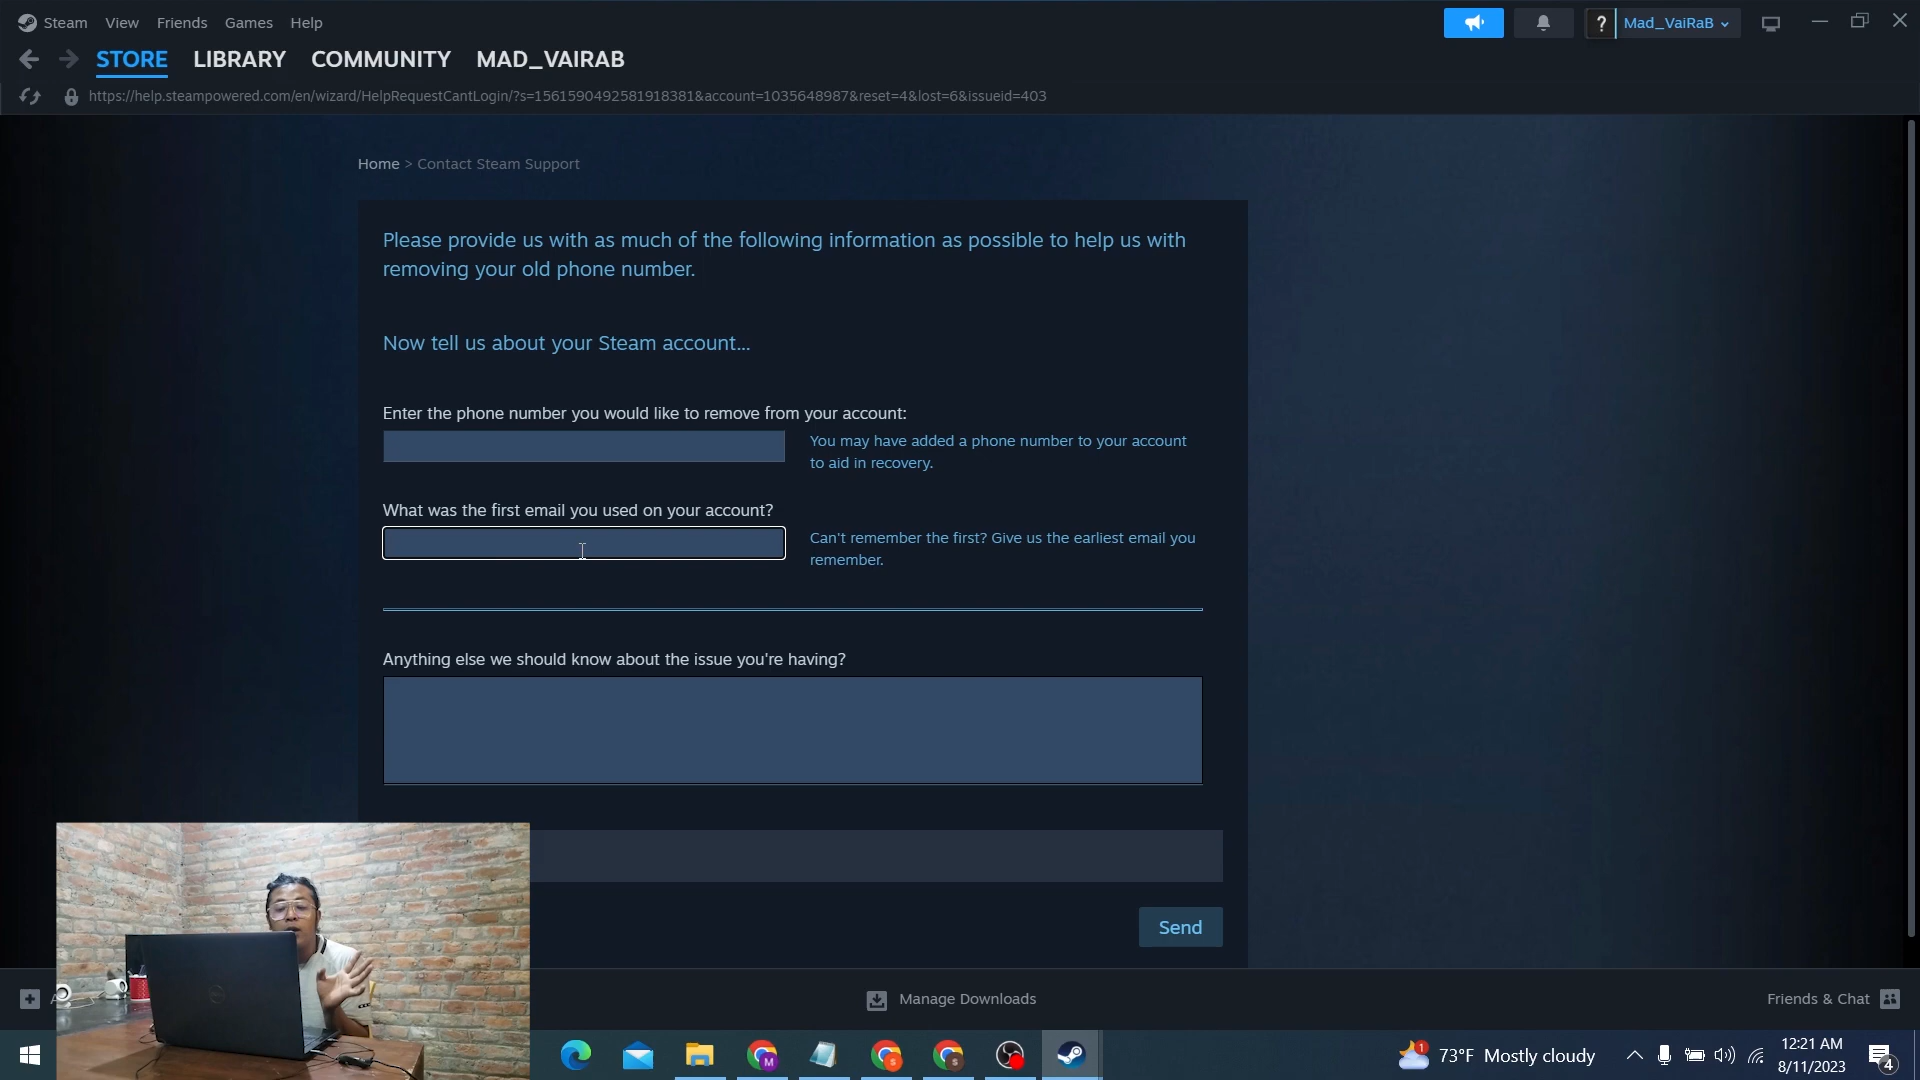 Steam View Friends Games Help
? Mad_VaiRaB
STORE LIBRARY COMMUNITY MAD_VAIRAB
https://help.steampowered.com/en/wizard/HelpRequestCantLogin/?s=1561590492581918381&account=1035648987&reset=4&lost=6&issueid=403
Home > Contact Steam Support
Please provide us with as much of the following information as possible to help us with
removing your old phone number.
Now tell us about your Steam account...
Enter the phone number you would like to remove from your account:
You may have added a phone number to your account
to aid in recovery.
What was the first email you used on your account?
Can't remember the first? Give us the earliest email you
remember.
Anything else we should know about the issue you're having?
Send
Manage Downloads
Friends & Chat
M
S
S
1
73°F Mostly cloudy
12:21 AM
8/11/2023
4